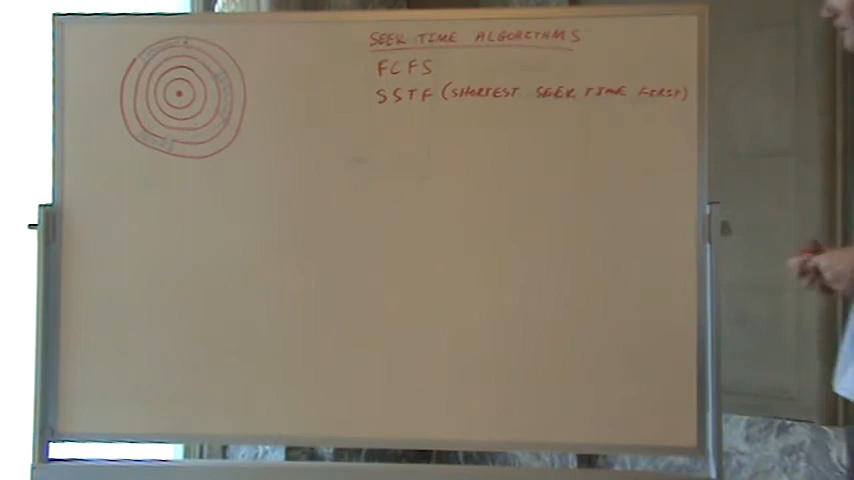 SEEK TIME ALGORITHMS
FCFS
SSTF (SHORTEST SEEK TIME FIRST)